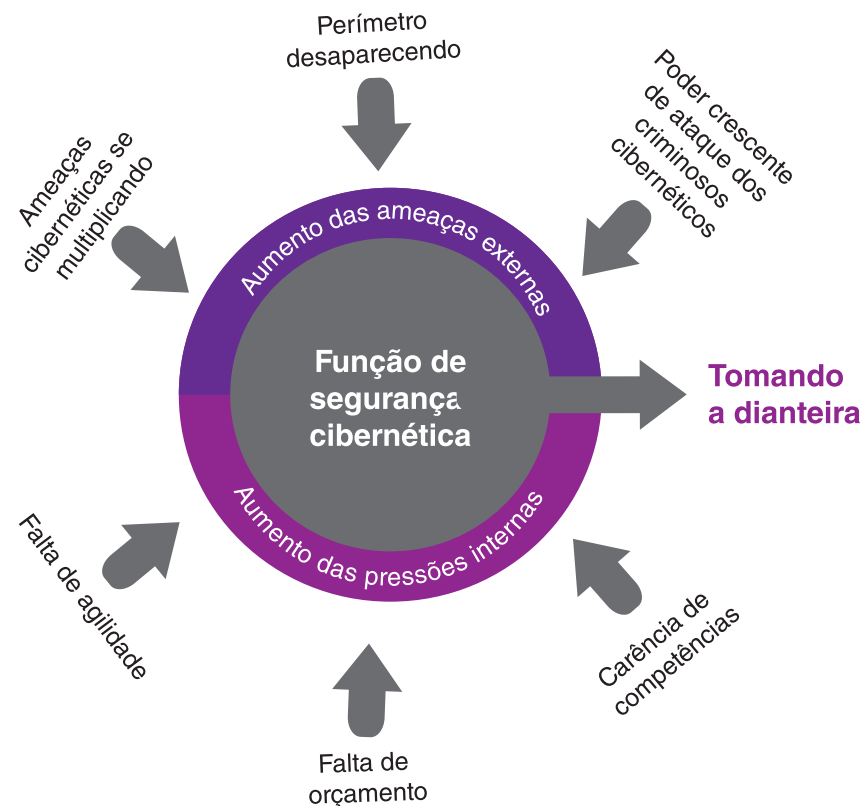 Perímetro
desaparecendo
Poder crescente
de ataque dos
criminosos
cibernéticos
Ameaças
cibernéticas se
multiplicando
Aumento das ameaças externas
Função de
segurança
cibernética
Tomando
a dianteira
Aumento das pressões internas
Falta de agilidade
Carência de
competências
Falta de
orçamento